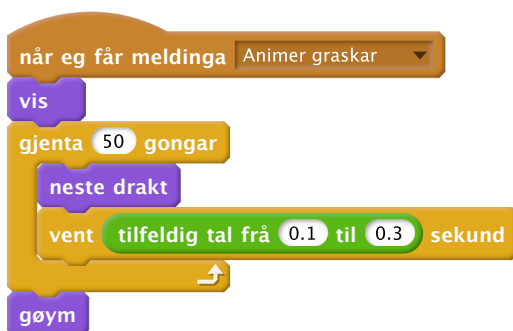 når eg får meldinga Animer graskar
vis
gjenta 50 gongar
neste drakt
vent tilfeldig tal frå 0.1 til 0.3 sekund
gøym